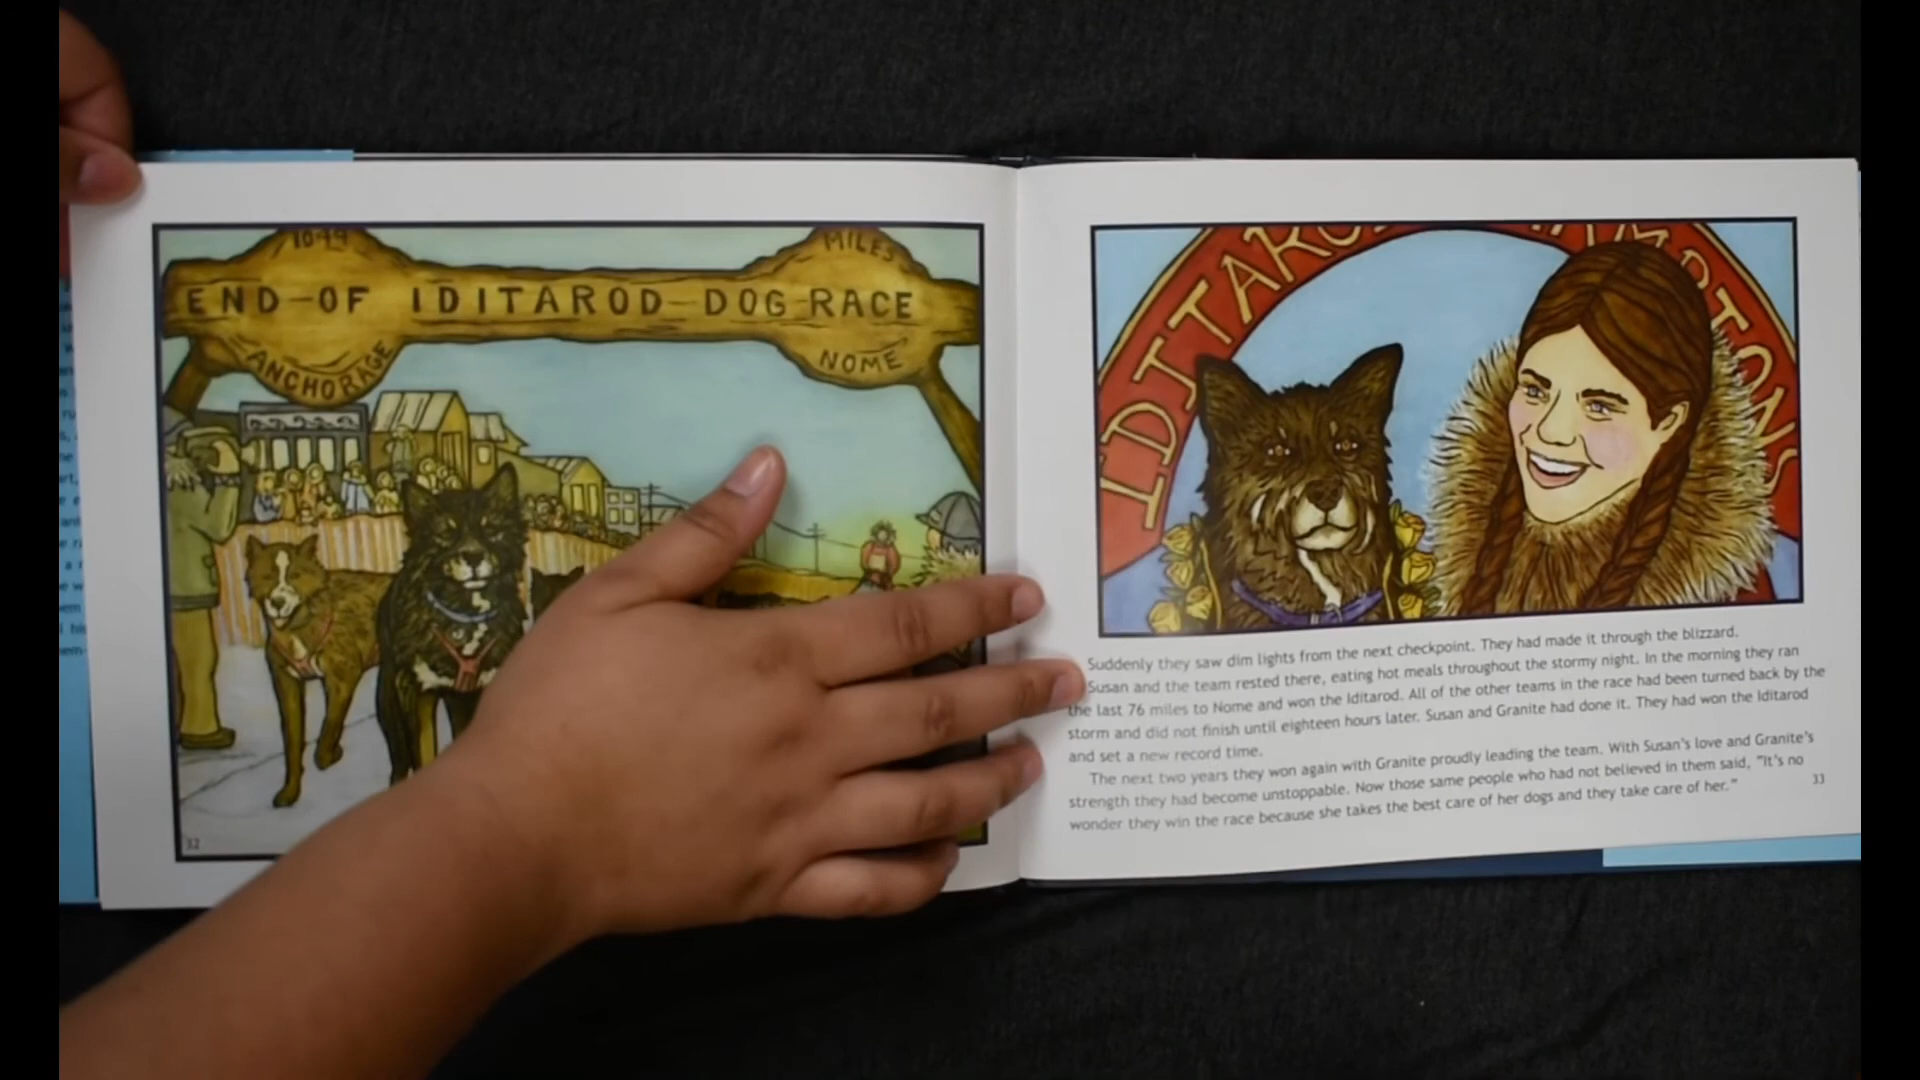 1049 MILES
END-OF IDITAROD DOG RACE
ANCHORAGE NOME
32
IDITAROD
Suddenly they saw dim lights from the next checkpoint. They had made it through the blizzard.
Susan and the team rested there, eating hot meals throughout the stormy night. In the morning they ran
the last 76 miles to Nome and won the Iditarod. All of the other teams in the race had been turned back by the
storm and did not finish until eighteen hours later. Susan and Granite had done it. They had won the Iditarod
and set a new record time.
The next two years they won again with Granite proudly leading the team. With Susan's love and Granite's
strength they had become unstoppable. Now those same people who had not believed in them said, "It's no
wonder they win the race because she takes the best care of her dogs and they take care of her."
33